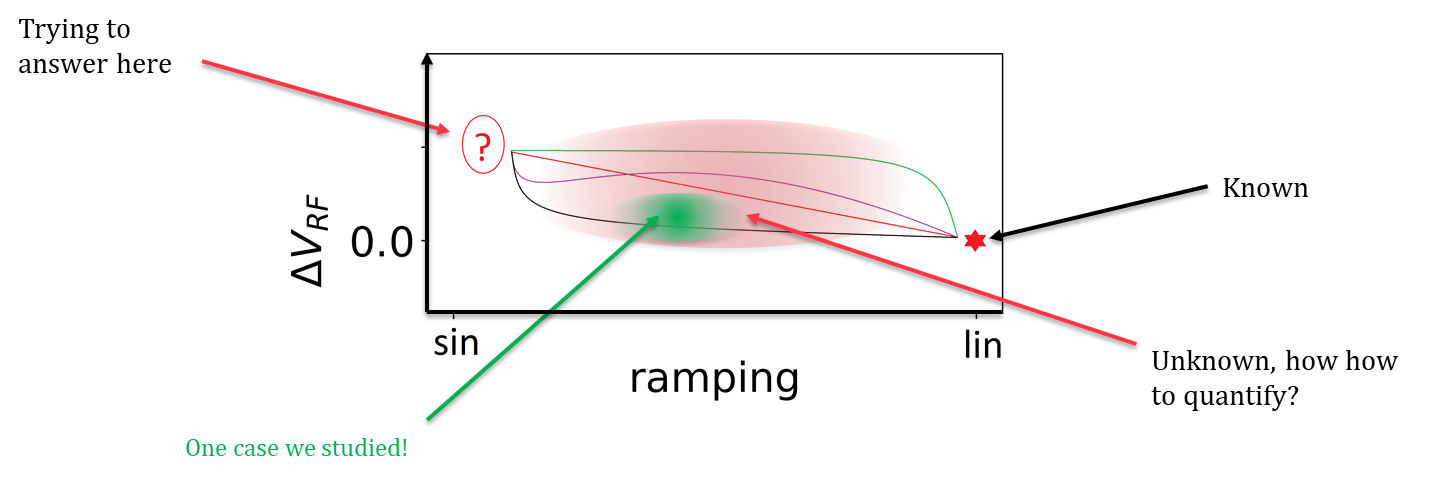 Trying to
answer here
?
Known
ΔV_RF
0.0
sin
lin
ramping
Unknown, how how
to quantify?
One case we studied!